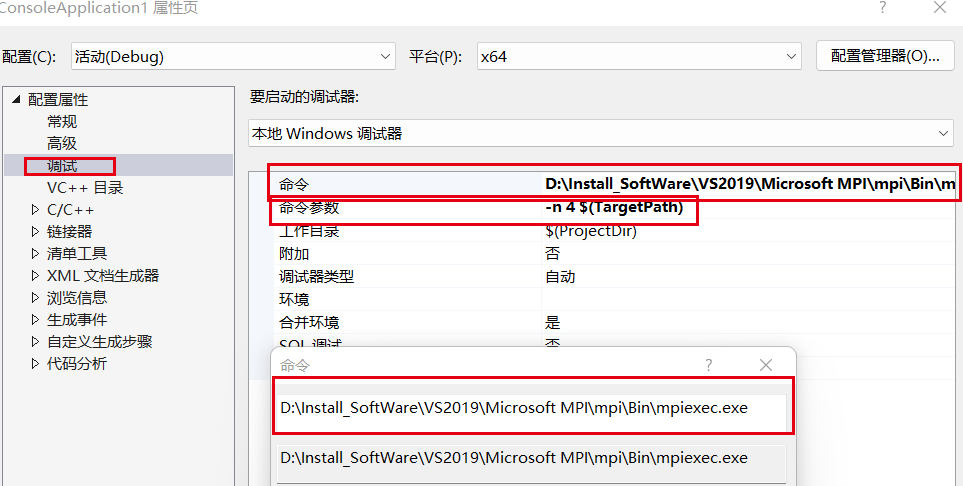 ConsoleApplication1 属性页
配置(C): 活动(Debug) 平台(P): x64 配置管理器(O)...
配置属性
常规
高级
调试
VC++ 目录
C/C++
链接器
清单工具
XML 文档生成器
浏览信息
生成事件
自定义生成步骤
代码分析
要启动的调试器:
本地 Windows 调试器
命令 D:\Install_SoftWare\VS2019\Microsoft MPI\mpi\Bin\m
命令参数 -n 4 $(TargetPath)
工作目录 $(ProjectDir)
附加 否
调试器类型 自动
环境
合并环境 是
SQL 调试 否
命令 ?
D:\Install_SoftWare\VS2019\Microsoft MPI\mpi\Bin\mpiexec.exe
D:\Install_SoftWare\VS2019\Microsoft MPI\mpi\Bin\mpiexec.exe